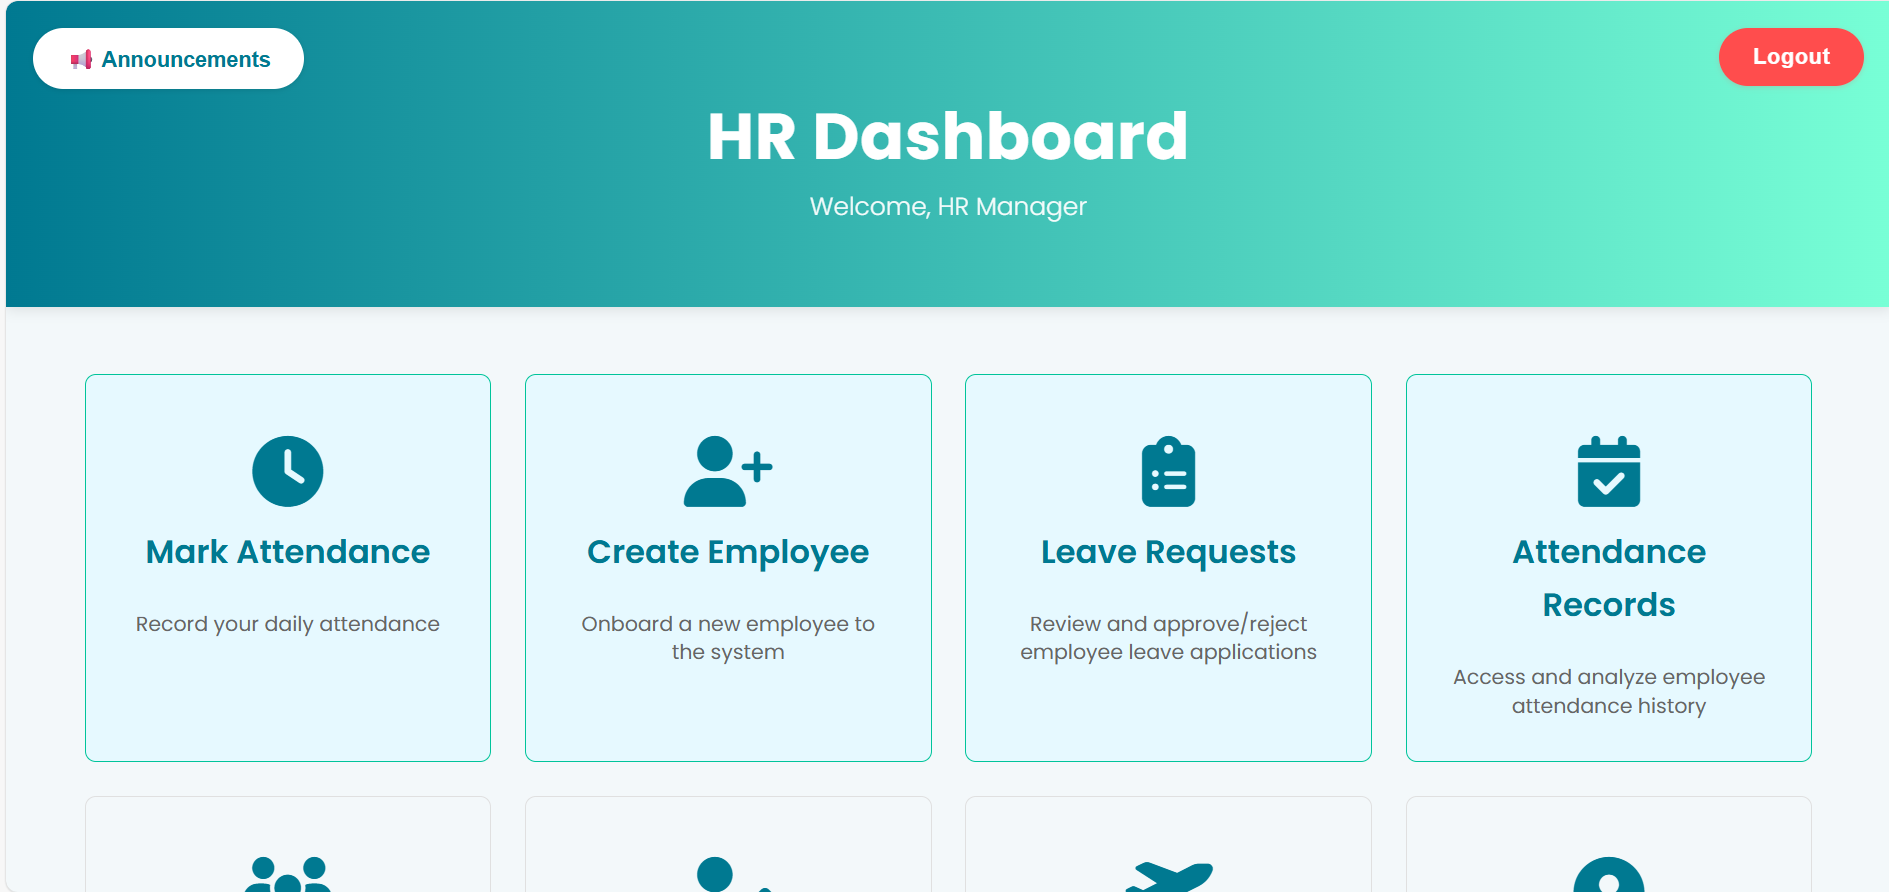 Announcements
Logout
HR Dashboard
Welcome, HR Manager
Mark Attendance
Record your daily attendance
Create Employee
Onboard a new employee to
the system
Leave Requests
Review and approve/reject
employee leave applications
Attendance
Records
Access and analyze employee
attendance history